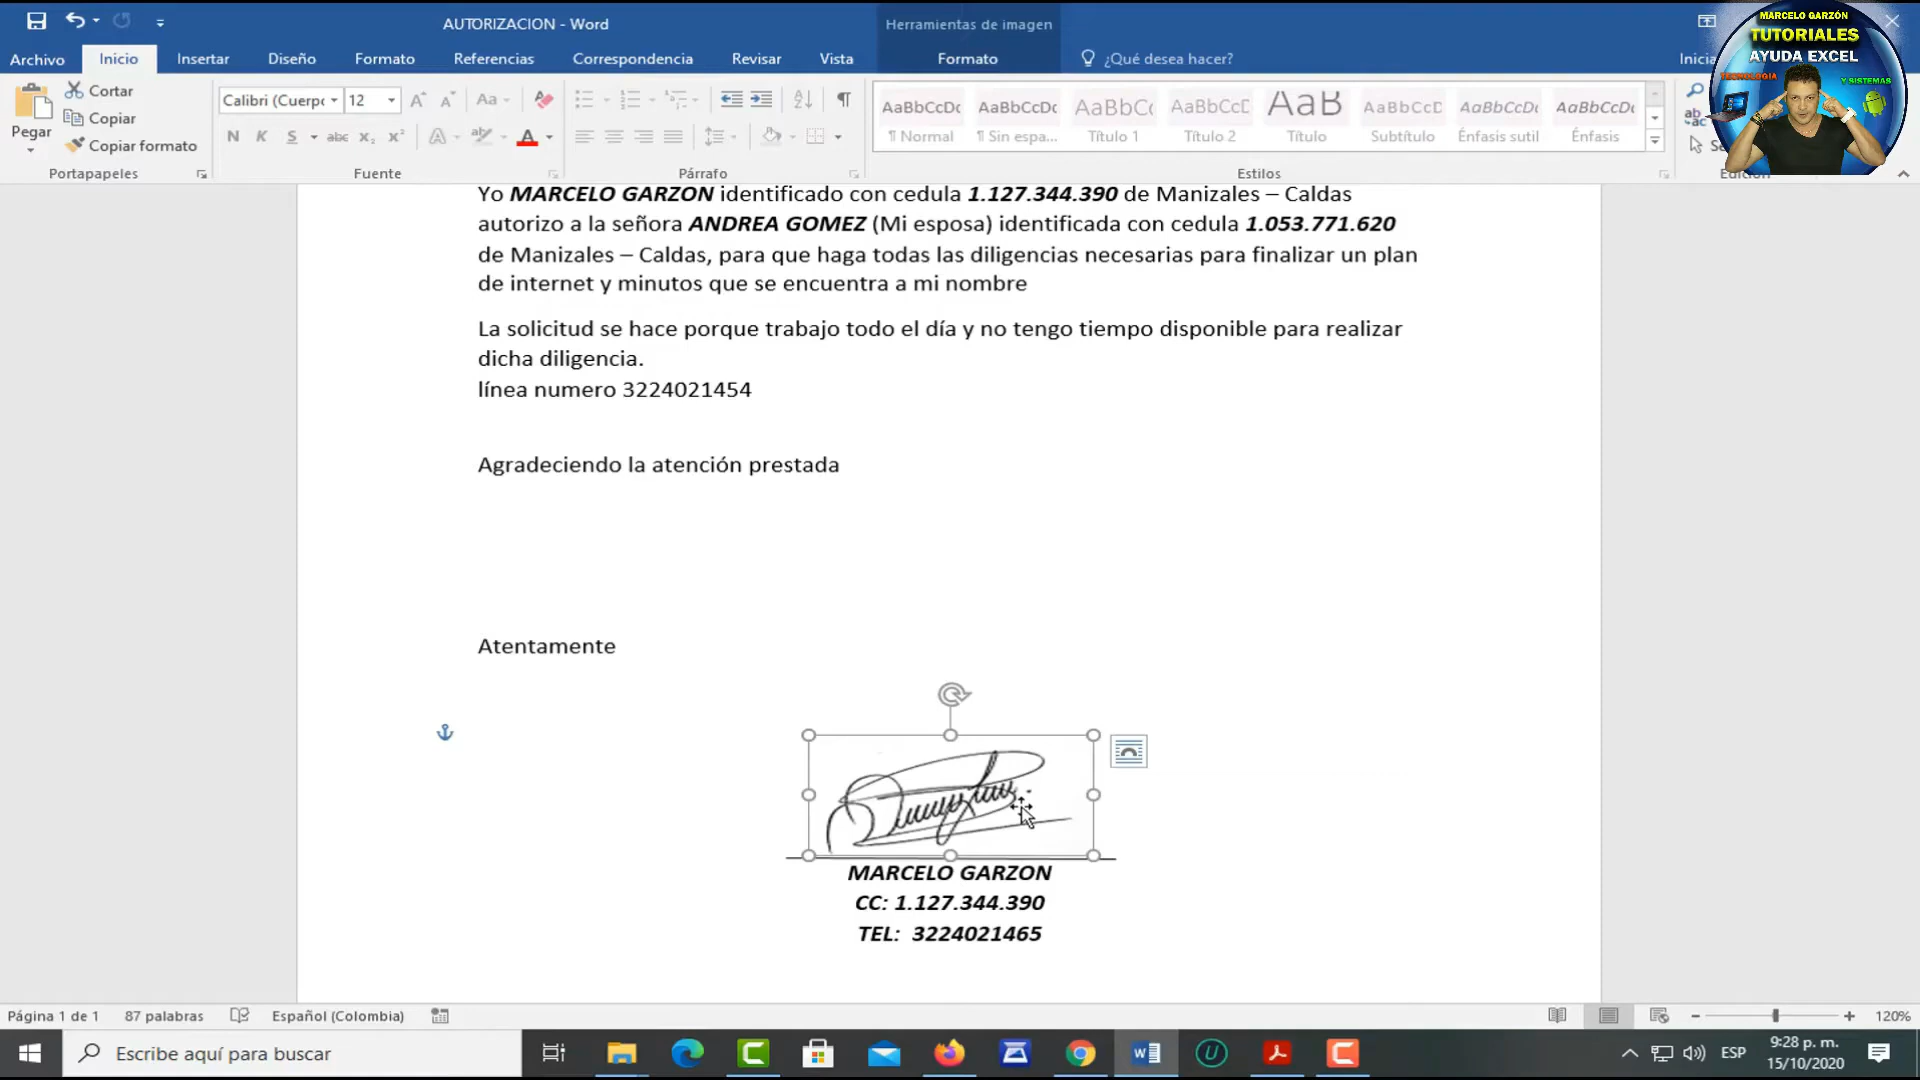 AUTORIZACION - Word
Herramientas de imagen
MARCELO GARZÓN
TUTORIALES
AYUDA EXCEL
TECNOLOGIA
Y SISTEMAS
Archivo Inicio Insertar Diseño Formato Referencias Correspondencia Revisar Vista Formato ¿Qué desea hacer?
Pegar
Cortar
Copiar
Copiar formato
Portapapeles
Calibri (Cuerpo 12
Aa
N K S abc x₂ x²
A
Fuente
Párrafo
AaBbCcDc AaBbCcDc AaBbC AaBbCcD AaB AaBbCcD AaBbCcDc AaBbCcDc
¶ Normal ¶ Sin espa... Título 1 Título 2 Título Subtítulo Énfasis sutil Énfasis
Estilos
Yo MARCELO GARZON identificado con cedula 1.127.344.390 de Manizales – Caldas
autorizo a la señora ANDREA GOMEZ (Mi esposa) identificada con cedula 1.053.771.620
de Manizales – Caldas, para que haga todas las diligencias necesarias para finalizar un plan
de internet y minutos que se encuentra a mi nombre
La solicitud se hace porque trabajo todo el día y no tengo tiempo disponible para realizar
dicha diligencia.
línea numero 3224021454
Agradeciendo la atención prestada
Atentamente
MARCELO GARZON
CC: 1.127.344.390
TEL: 3224021465
Página 1 de 1 87 palabras Español (Colombia) 120%
Escribe aquí para buscar
ESP
9:28 p. m.
15/10/2020